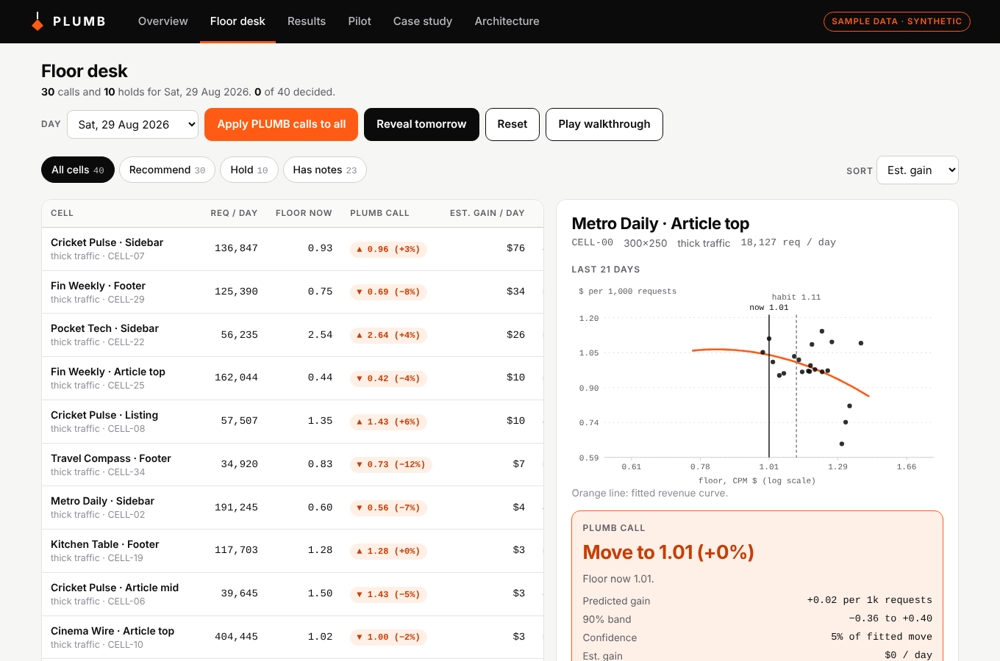 PLUMB Overview Floor desk Results Pilot Case study Architecture SAMPLE DATA · SYNTHETIC
Floor desk
30 calls and 10 holds for Sat, 29 Aug 2026. 0 of 40 decided.
DAY Sat, 29 Aug 2026 Apply PLUMB calls to all Reveal tomorrow Reset Play walkthrough
All cells 40 Recommend 30 Hold 10 Has notes 23 SORT Est. gain
CELL REQ / DAY FLOOR NOW PLUMB CALL EST. GAIN / DAY
Cricket Pulse · Sidebar 136,847 0.93 ▲ 0.96 (+3%) $76
thick traffic · CELL-07
Fin Weekly · Footer 125,390 0.75 ▼ 0.69 (−8%) $34
thick traffic · CELL-29
Pocket Tech · Sidebar 56,235 2.54 ▲ 2.64 (+4%) $26
thick traffic · CELL-22
Fin Weekly · Article top 162,044 0.44 ▼ 0.42 (−4%) $10
thick traffic · CELL-25
Cricket Pulse · Listing 57,507 1.35 ▲ 1.43 (+6%) $10
thick traffic · CELL-08
Travel Compass · Footer 34,920 0.83 ▼ 0.73 (−12%) $7
thick traffic · CELL-34
Metro Daily · Sidebar 191,245 0.60 ▼ 0.56 (−7%) $4
thick traffic · CELL-02
Kitchen Table · Footer 117,703 1.28 ▲ 1.28 (+0%) $3
thick traffic · CELL-19
Cricket Pulse · Article mid 39,645 1.50 ▼ 1.43 (−5%) $3
thick traffic · CELL-06
Cinema Wire · Article top 404,445 1.02 ▼ 1.00 (−2%) $3
thick traffic · CELL-10
Metro Daily · Article top
CELL-00 300×250 thick traffic 18,127 req / day
LAST 21 DAYS
$ per 1,000 requests
habit 1.11
now 1.01
1.20
1.05
0.90
0.74
0.59
0.61 0.78 1.01 1.29 1.66
floor, CPM $ (log scale)
Orange line: fitted revenue curve.
PLUMB CALL
Move to 1.01 (+0%)
Floor now 1.01.
Predicted gain +0.02 per 1k requests
90% band −0.36 to +0.40
Confidence 5% of fitted move
Est. gain $0 / day